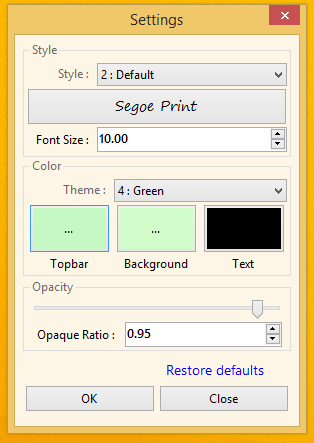 Settings
Style
Style : 2 : Default
Segoe Print
Font Size : 10.00
Color
Theme : 4 : Green
... ...
Topbar Background Text
Opacity
Opaque Ratio : 0.95
Restore defaults
OK Close